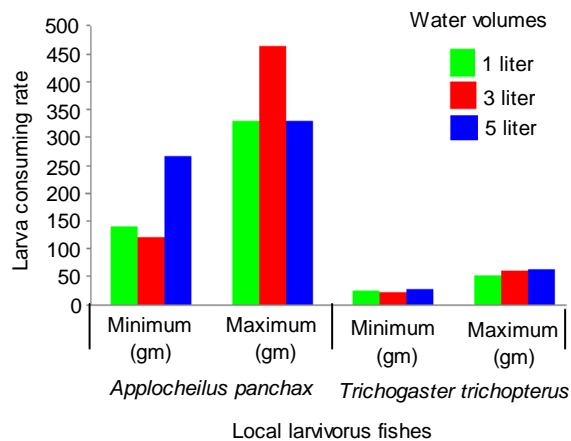 Water volumes
1 liter
3 liter
5 liter
Larva consuming rate
500
450
400
350
300
250
200
150
100
50
0
Minimum Maximum Minimum Maximum
(gm) (gm) (gm) (gm)
Applocheilus panchax Trichogaster trichopterus
Local larvivorus fishes